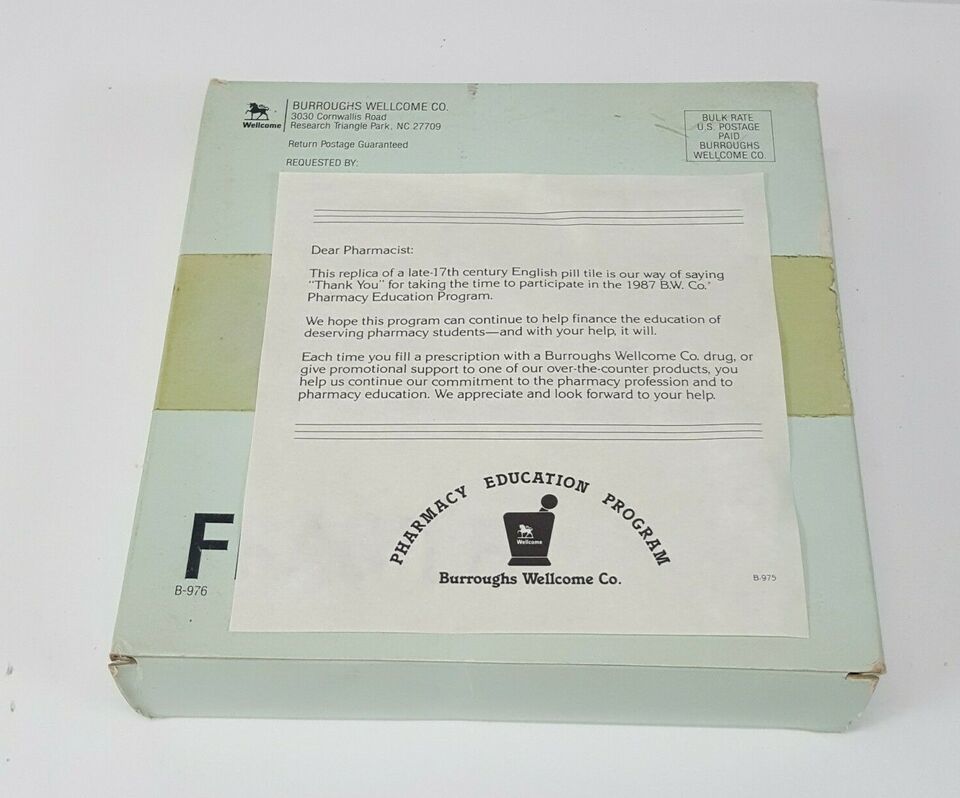 Wellcome
BURROUGHS WELLCOME CO.
3030 Cornwallis Road
Research Triangle Park, NC 27709
Return Postage Guaranteed
REQUESTED BY:
BULK RATE
U.S. POSTAGE
PAID
BURROUGHS
WELLCOME CO.
Dear Pharmacist:
This replica of a late-17th century English pill tile is our way of saying
"Thank You" for taking the time to participate in the 1987 B.W. Co.'
Pharmacy Education Program.
We hope this program can continue to help finance the education of
deserving pharmacy students—and with your help, it will.
Each time you fill a prescription with a Burroughs Wellcome Co. drug, or
give promotional support to one of our over-the-counter products, you
help us continue our commitment to the pharmacy profession and to
pharmacy education. We appreciate and look forward to your help.
PHARMACY EDUCATION PROGRAM
Wellcome
Burroughs Wellcome Co.
B-975
F
B-976